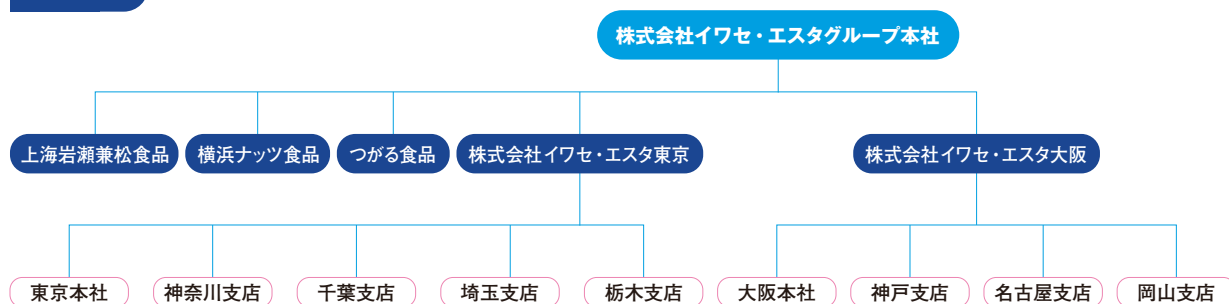 株式会社イワセ・エスタグループ本社
上海岩瀬兼松食品 横浜ナッツ食品 つがる食品 株式会社イワセ・エスタ東京 株式会社イワセ・エスタ大阪
東京本社 神奈川支店 千葉支店 埼玉支店 栃木支店 大阪本社 神戸支店 名古屋支店 岡山支店